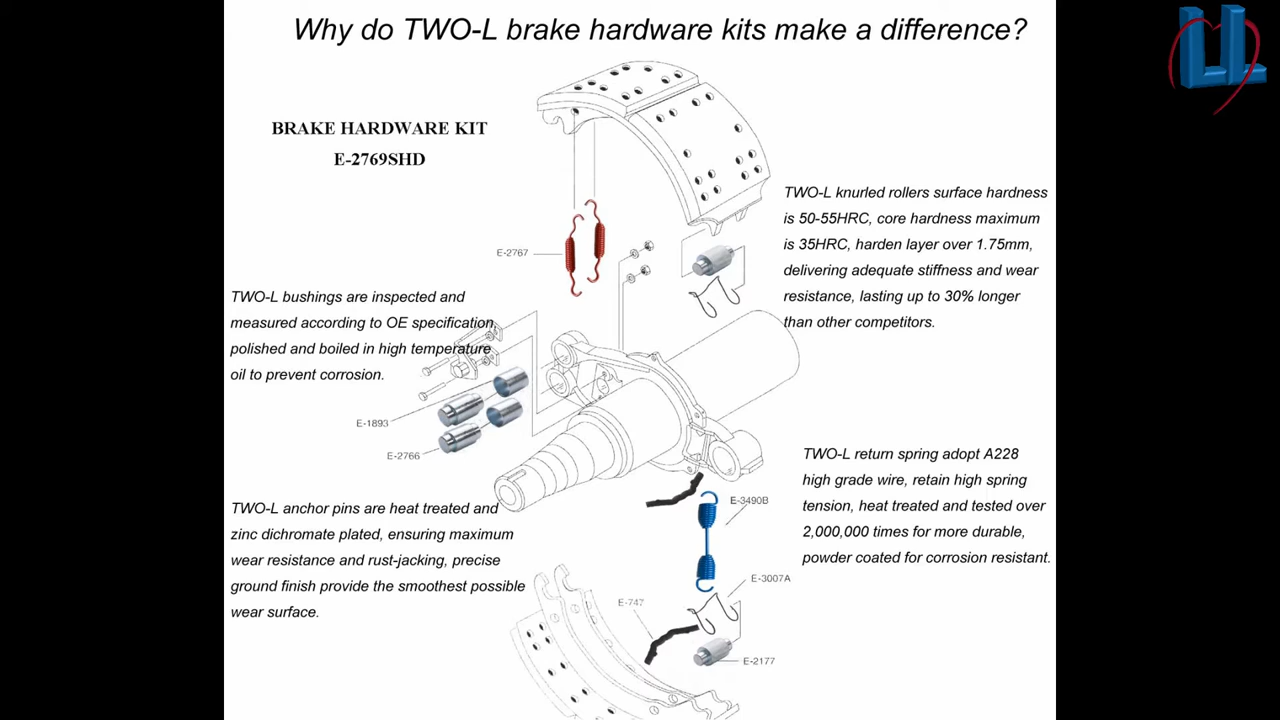 Why do TWO-L brake hardware kits make a difference?
BRAKE HARDWARE KIT
E-2769SHD
TWO-L knurled rollers surface hardness
is 50-55HRC, core hardness maximum
is 35HRC, harden layer over 1.75mm,
delivering adequate stiffness and wear
resistance, lasting up to 30% longer
than other competitors.
E-2767
TWO-L bushings are inspected and
measured according to OE specification,
polished and boiled in high temperature
oil to prevent corrosion.
E-1893
E-2766
TWO-L return spring adopt A228
high grade wire, retain high spring
tension, heat treated and tested over
2,000,000 times for more durable,
powder coated for corrosion resistant.
E-3490B
TWO-L anchor pins are heat treated and
zinc dichromate plated, ensuring maximum
wear resistance and rust-jacking, precise
ground finish provide the smoothest possible
wear surface.
E-3007A
E-747
E-2177